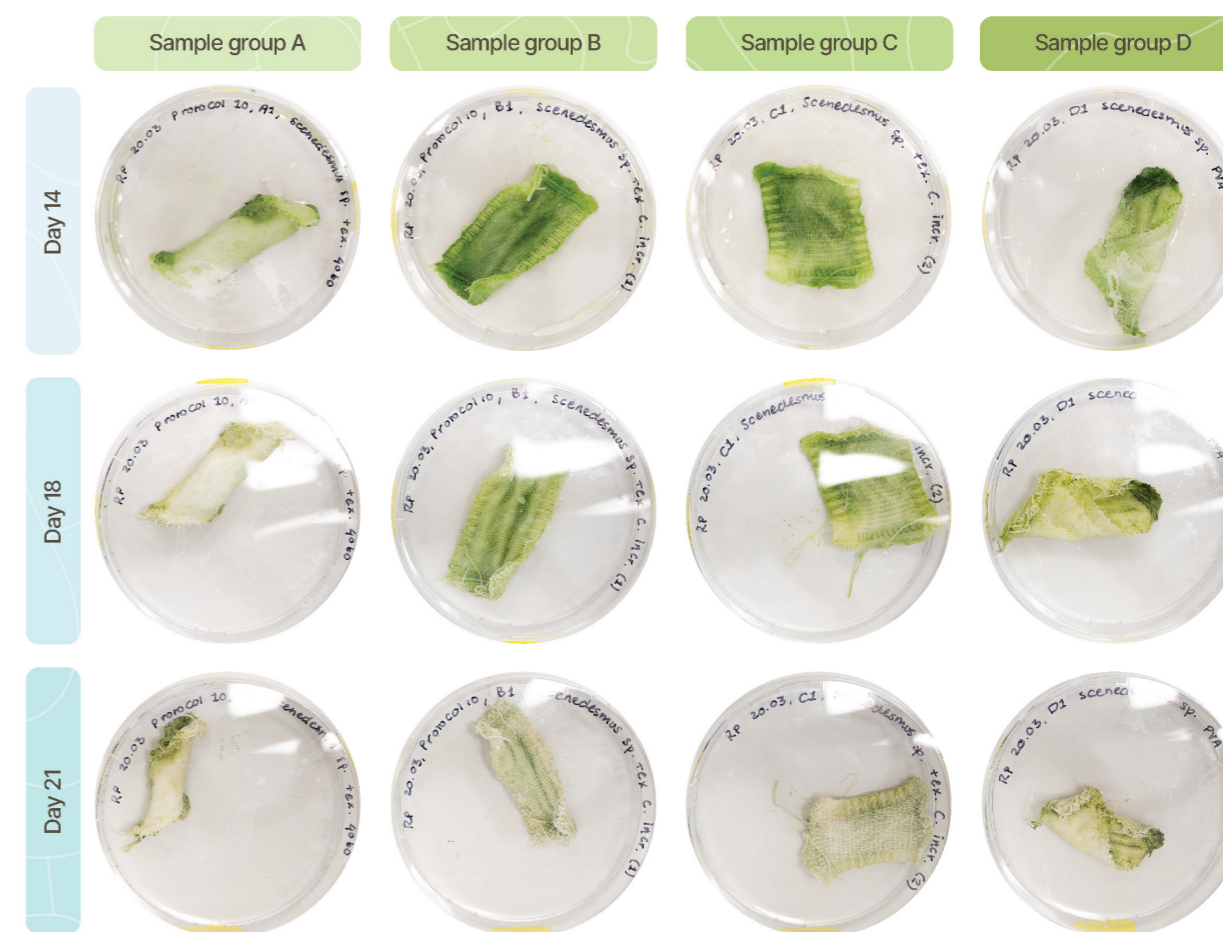 Sample group A
Sample group B
Sample group C
Sample group D
Day 14
RP 20.03 Protocol 10, A1, scenedesmus sp. tex. 4060
RP 20.03, Protocol 10, B1, Scenedesmus sp. Tex C. incr. (1)
RP 20.03, C1, Scenedesmus sp. tex. C. incr. (2)
RP 20.03, D1 scenedesmus sp. PVA
Day 18
RP 20.03 Protocol 10, tex. 4060
RP 20.03, Protocol 10, B1, Scenedesmus sp. Tex C. incr. (1)
RP 20.03, C1, Scenedesmus incr. (2)
RP 20.03, D1
Day 21
RP 20.03 Protocol 10, sp. tex. 4060
RP 20.03, Protocol 10, B1 sp. Tex C. incr. (1)
RP 20.03, C1, sp. tex. C. incr. (2)
RP 20.03, D1 sp. PVA